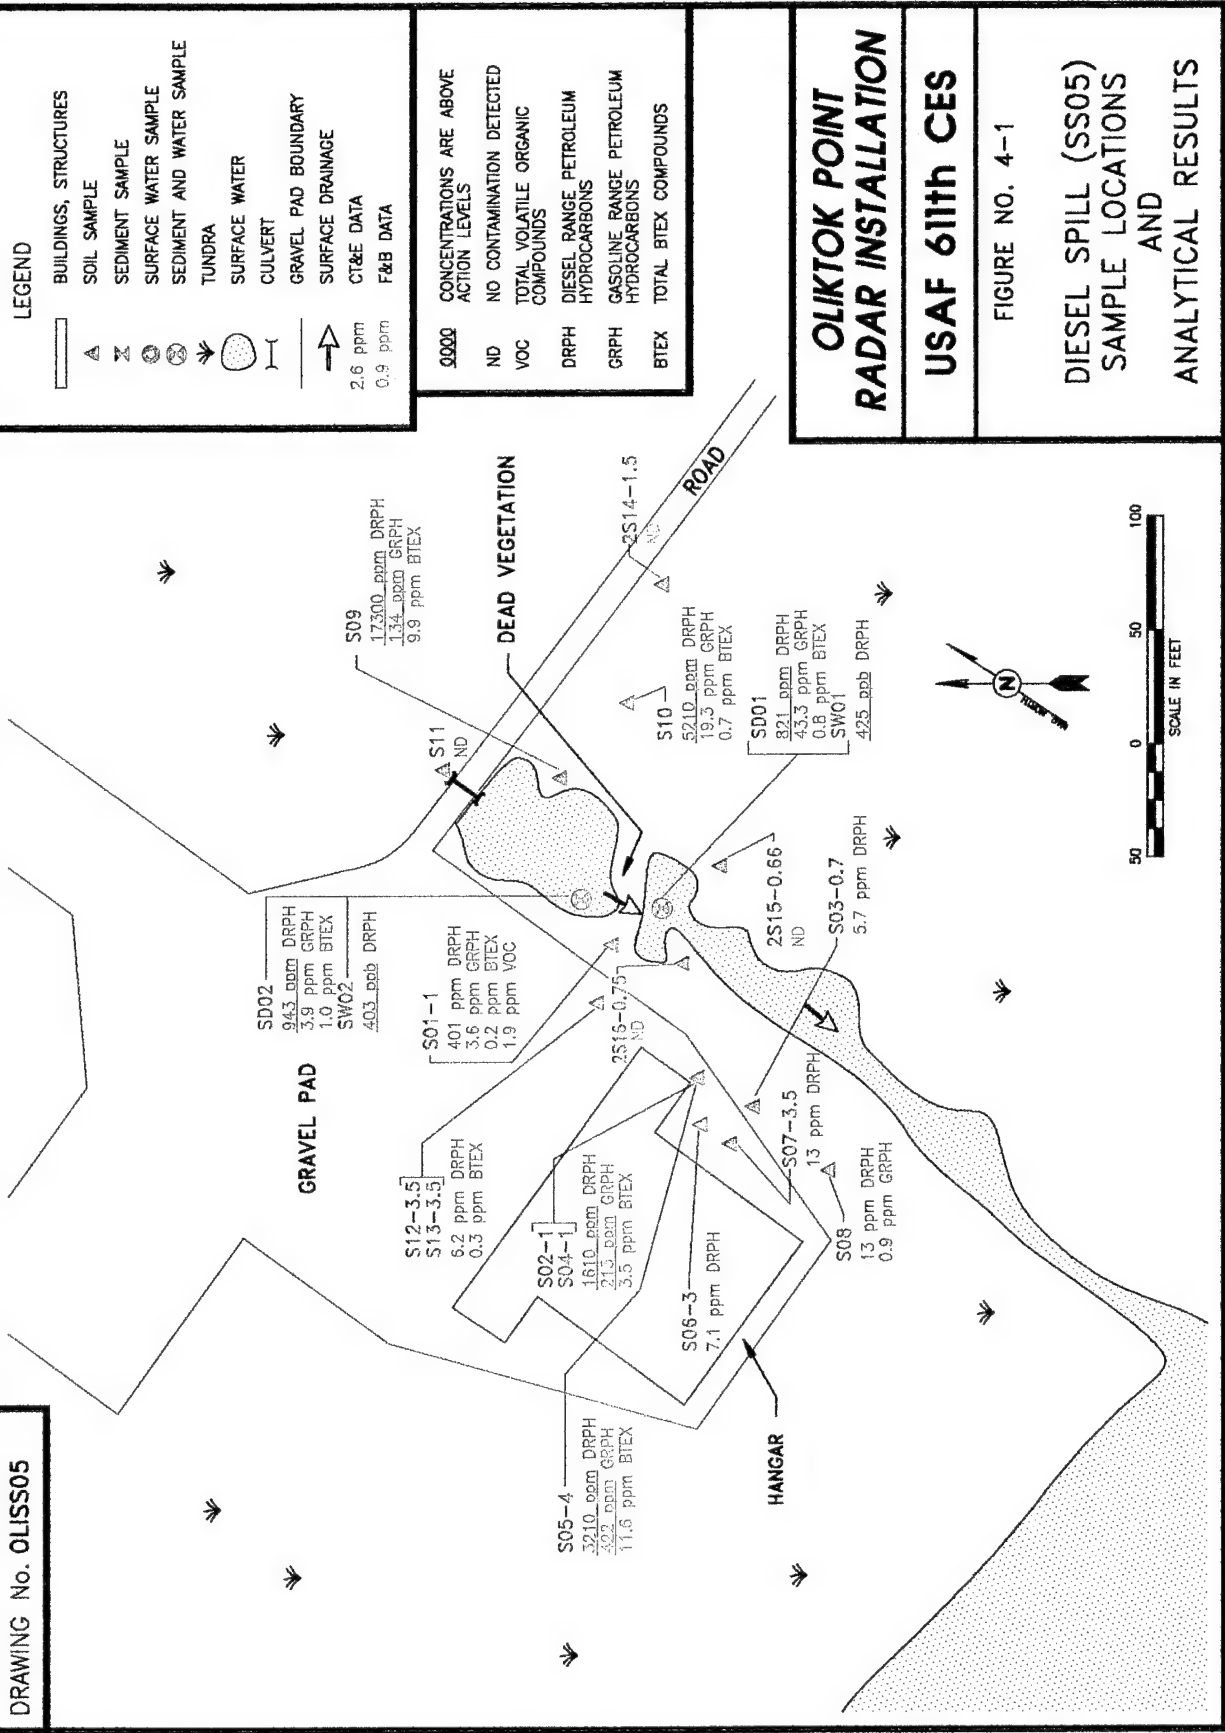 DRAWING No. OLISS05
LEGEND
BUILDINGS, STRUCTURES
SOIL SAMPLE
SEDIMENT SAMPLE
SURFACE WATER SAMPLE
SEDIMENT AND WATER SAMPLE
TUNDRA
SURFACE WATER
CULVERT
GRAVEL PAD BOUNDARY
SURFACE DRAINAGE
2.6 ppm CT&E DATA
0.9 ppm F&B DATA
0000 CONCENTRATIONS ARE ABOVE
ACTION LEVELS
ND NO CONTAMINATION DETECTED
VOC TOTAL VOLATILE ORGANIC
COMPOUNDS
DRPH DIESEL RANGE PETROLEUM
HYDROCARBONS
GRPH GASOLINE RANGE PETROLEUM
HYDROCARBONS
BTEX TOTAL BTEX COMPOUNDS
S09
17300 ppm DRPH
134 ppm GRPH
9.9 ppm BTEX
S11
ND
DEAD VEGETATION
ROAD
2S14-1.5
ND
SD02
943 ppm DRPH
3.9 ppm GRPH
1.0 ppm BTEX
SW02
403 ppb DRPH
GRAVEL PAD
S01-1
401 ppm DRPH
3.6 ppm GRPH
0.2 ppm BTEX
1.9 ppm VOC
S12-3.5
S13-3.5
6.2 ppm DRPH
0.3 ppm BTEX
S02-1
S04-1
1610 ppm DRPH
213 ppm GRPH
3.5 ppm BTEX
2S16-0.75
ND
S10
5210 ppm DRPH
19.3 ppm GRPH
0.7 ppm BTEX
SD01
821 ppm DRPH
43.3 ppm GRPH
0.8 ppm BTEX
SW01
425 ppb DRPH
2S15-0.66
ND
S03-0.7
5.7 ppm DRPH
S07-3.5
13 ppm DRPH
S08
13 ppm DRPH
0.9 ppm GRPH
S06-3
7.1 ppm DRPH
S05-4
3210 ppm DRPH
422 ppm GRPH
11.6 ppm BTEX
HANGAR
N
MAG. NORTH
50 0 50 100
SCALE IN FEET
OLIKTOK POINT
RADAR INSTALLATION
USAF 611th CES
FIGURE NO. 4-1
DIESEL SPILL (SS05)
SAMPLE LOCATIONS
AND
ANALYTICAL RESULTS